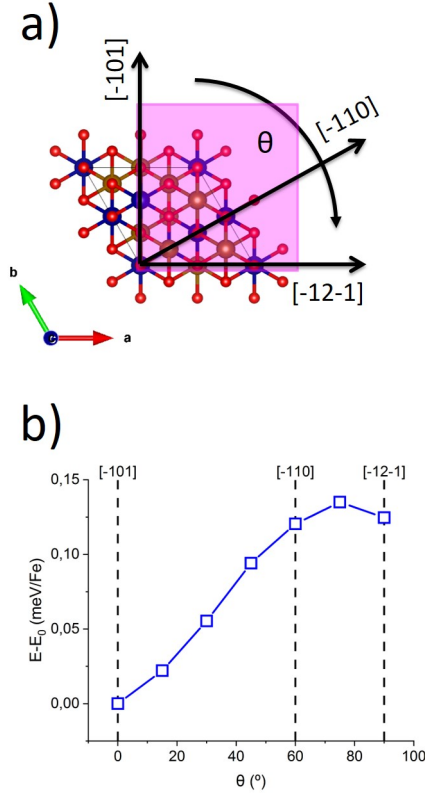 a)
[-101]
θ
[-110]
[-12-1]
b
c
a
b)
[-101]
[-110]
[-12-1]
0,15
0,10
0,05
0,00
E-E₀ (meV/Fe)
0
20
40
60
80
100
θ (º)